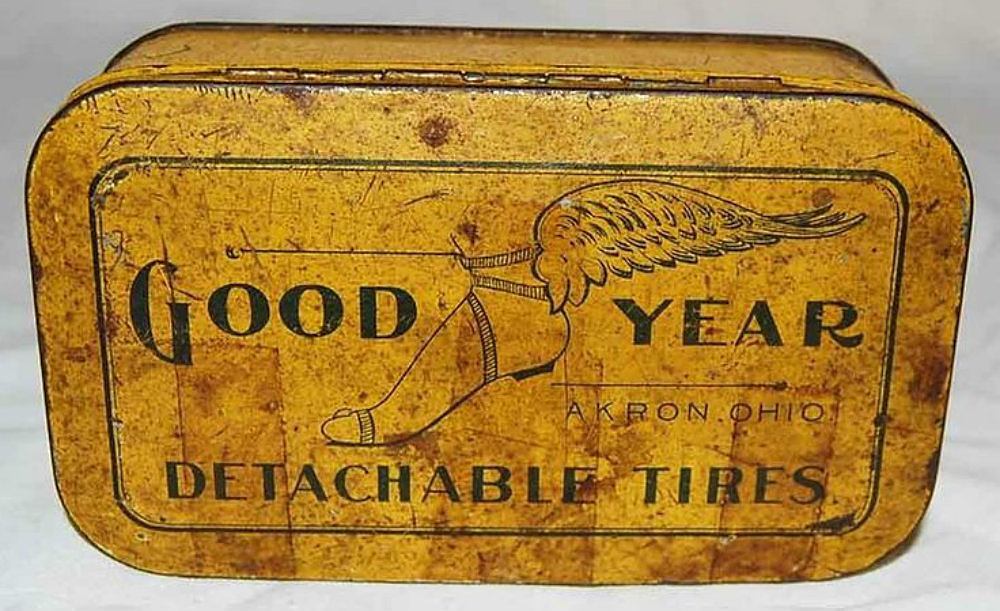 GOOD YEAR
AKRON, OHIO
DETACHABLE TIRES